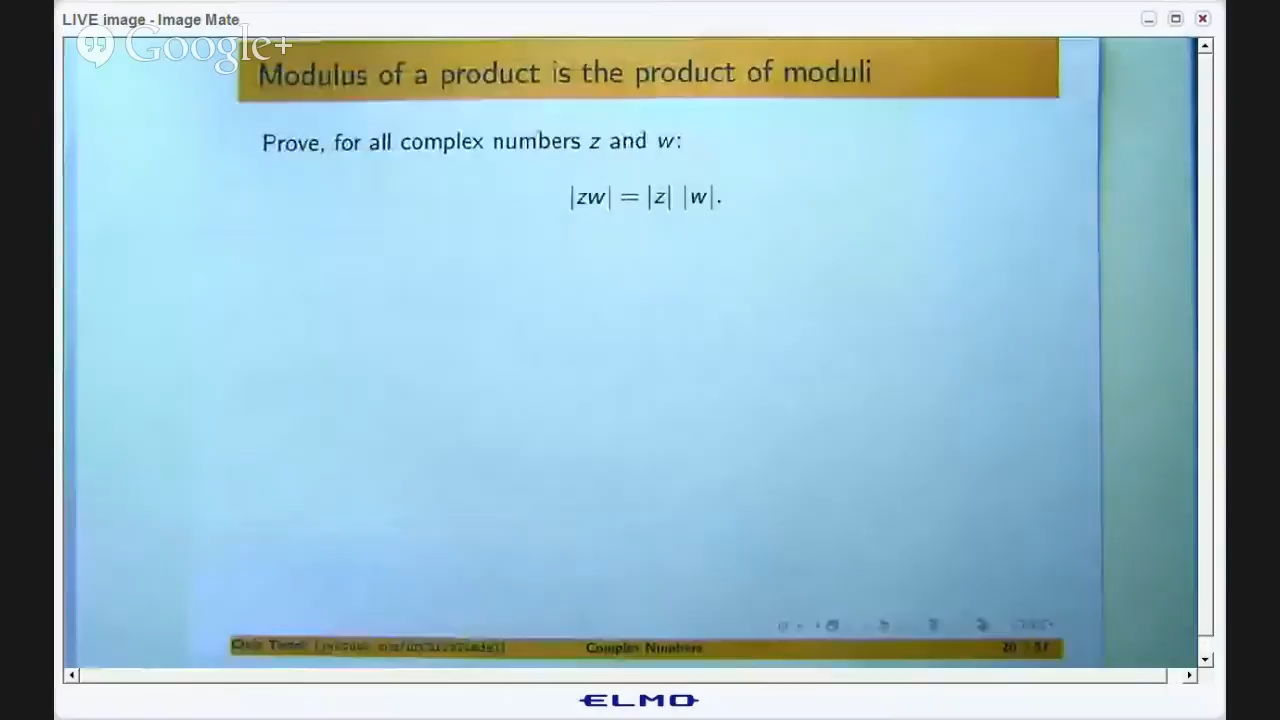 LIVE image - Image Mate
Google+
Modulus of a product is the product of moduli
Prove, for all complex numbers z and w:
|zw| = |z| |w|.
Complex Numbers
ELMO